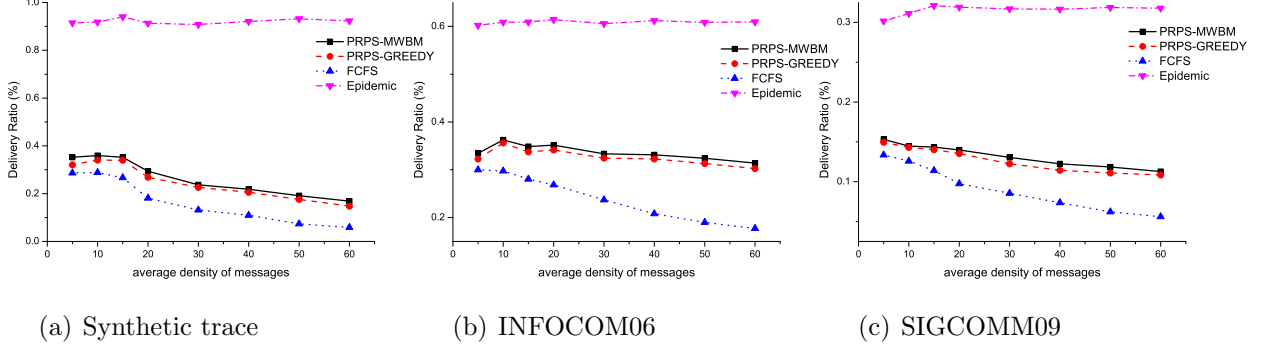 1.0
0.8
0.6
0.4
0.2
0.0
Delivery Ratio (%)
PRPS-MWBM
PRPS-GREEDY
FCFS
Epidemic
0 10 20 30 40 50 60
average density of messages
(a) Synthetic trace
0.6
0.4
0.2
Delivery Ratio (%)
PRPS-MWBM
PRPS-GREEDY
FCFS
Epidemic
0 10 20 30 40 50 60
average density of messages
(b) INFOCOM06
0.3
0.2
0.1
Delivery Ratio (%)
PRPS-MWBM
PRPS-GREEDY
FCFS
Epidemic
0 10 20 30 40 50 60
average density of messages
(c) SIGCOMM09